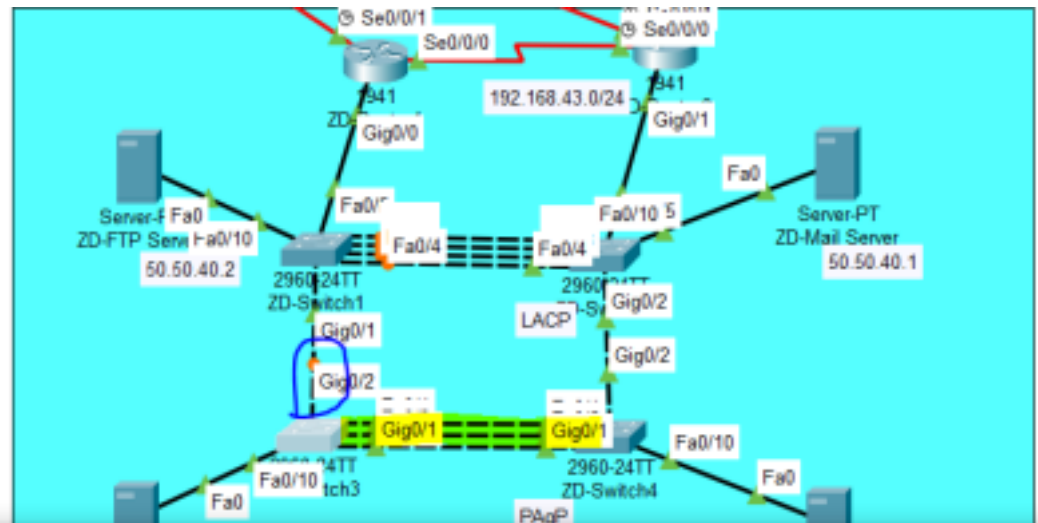 Se0/0/1
Se0/0/0
Se0/0/0
1941
1941
192.168.43.0/24
Gig0/0
Gig0/1
Fa0
Fa0/10
Server-PT
ZD-FTP
50.50.40.2
Fa0/4
Fa0/4
Fa0/10
Fa0
Server-PT
ZD-Mail Server
50.50.40.1
2960-24TT
ZD-Switch1
LACP
Gig0/2
Gig0/1
Gig0/2
Gig0/2
Gig0/1
Gig0/1
Fa0/10
Fa0
2960-24TT
ZD-Switch4
Fa0/10
Fa0
PAgP